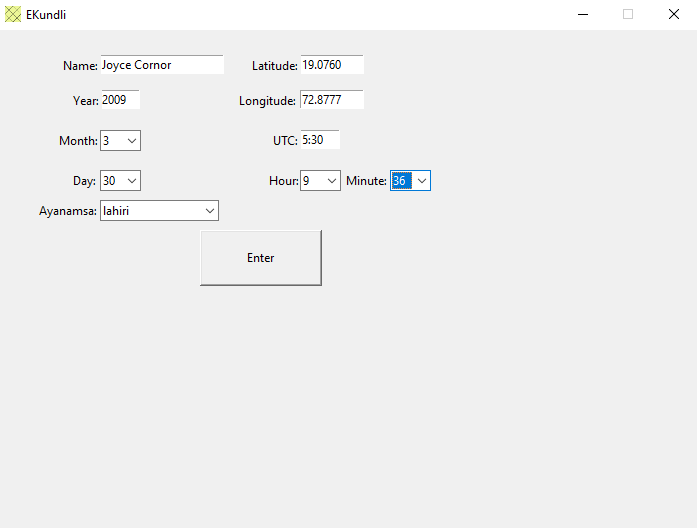 EKundli
Name: Joyce Cornor Latitude: 19.0760
Year: 2009 Longitude: 72.8777
Month: 3 UTC: 5:30
Day: 30 Hour: 9 Minute: 36
Ayanamsa: lahiri
Enter